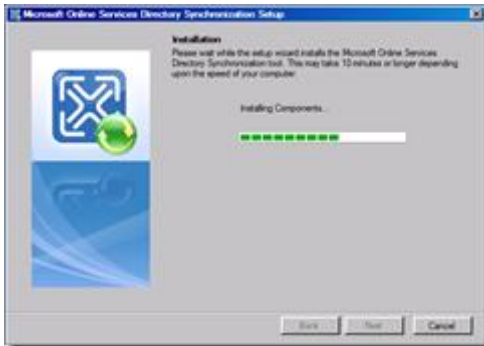 Microsoft Online Services Directory Synchronization Setup
Installation
Please wait while the setup wizard installs the Microsoft Online Services
Directory Synchronization tool. This may take 10 minutes or longer depending
upon the speed of your computer.
Installing Components...
Back Next Cancel